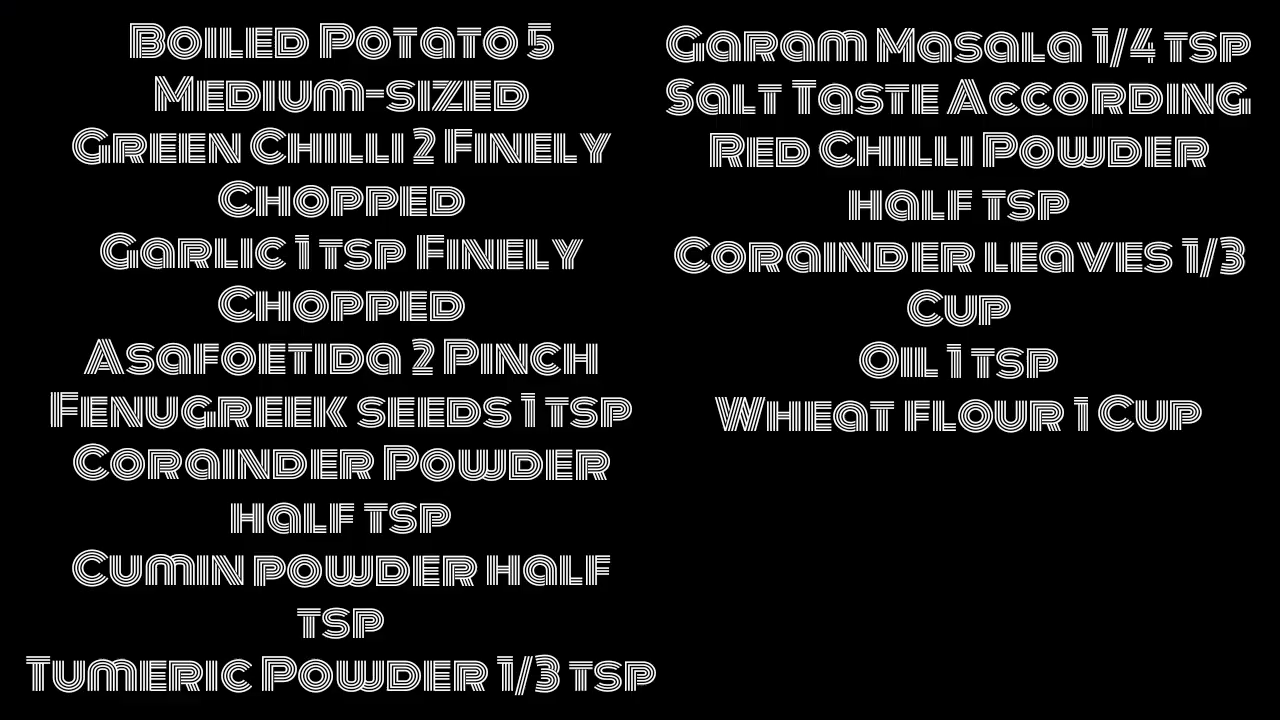 Boiled Potato 5
Medium-sized
Green Chilli 2 Finely
Chopped
Garlic 1 tsp Finely
Chopped
Asafoetida 2 Pinch
Fenugreek seeds 1 tsp
Corainder Powder
half tsp
Cumin powder half
tsp
Tumeric Powder 1/3 tsp
Garam Masala 1/4 tsp
Salt Taste According
Red Chilli Powder
half tsp
Corainder leaves 1/3
Cup
Oil 1 tsp
Wheat flour 1 Cup